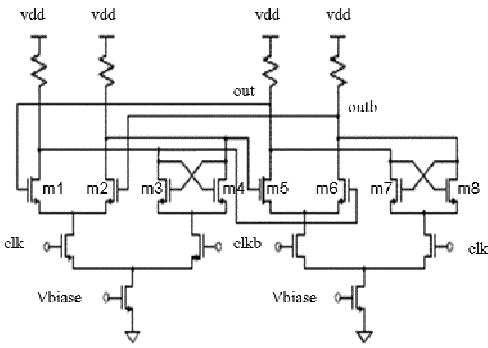 vdd vdd vdd vdd
out
outb
m1 m2 m3 m4 m5 m6 m7 m8
clk clkb clk
Vbiase Vbiase